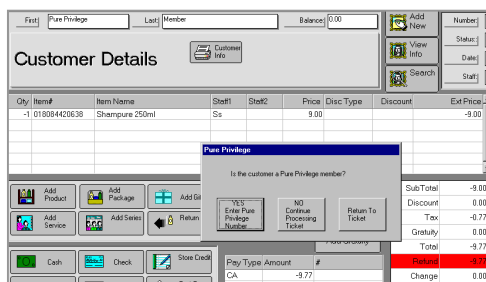 First: Pure Privilege Last: Member Balance: 0.00 Add New Number:
Customer Details Customer Info View Info Status:
Date:
Search Staff:
Qty Item# Item Name Staff1 Staff2 Price Disc Type Discount Ext Price
-1 018084420638 Shampure 250ml Ss 9.00 -9.00
Pure Privilege
Is the customer a Pure Privilege member?
YES Enter Pure Privilege Number
NO Continue Processing Ticket
Return To Ticket
Add Product Add Package Add Gif
Add Service Add Series Return
Cash Check Store Credit
Add Gratuity
Pay Type Amount #
CA -9.77
SubTotal -9.00
Discount 0.00
Tax -0.77
Gratuity 0.00
Total -9.77
Refund -9.77
Change 0.00